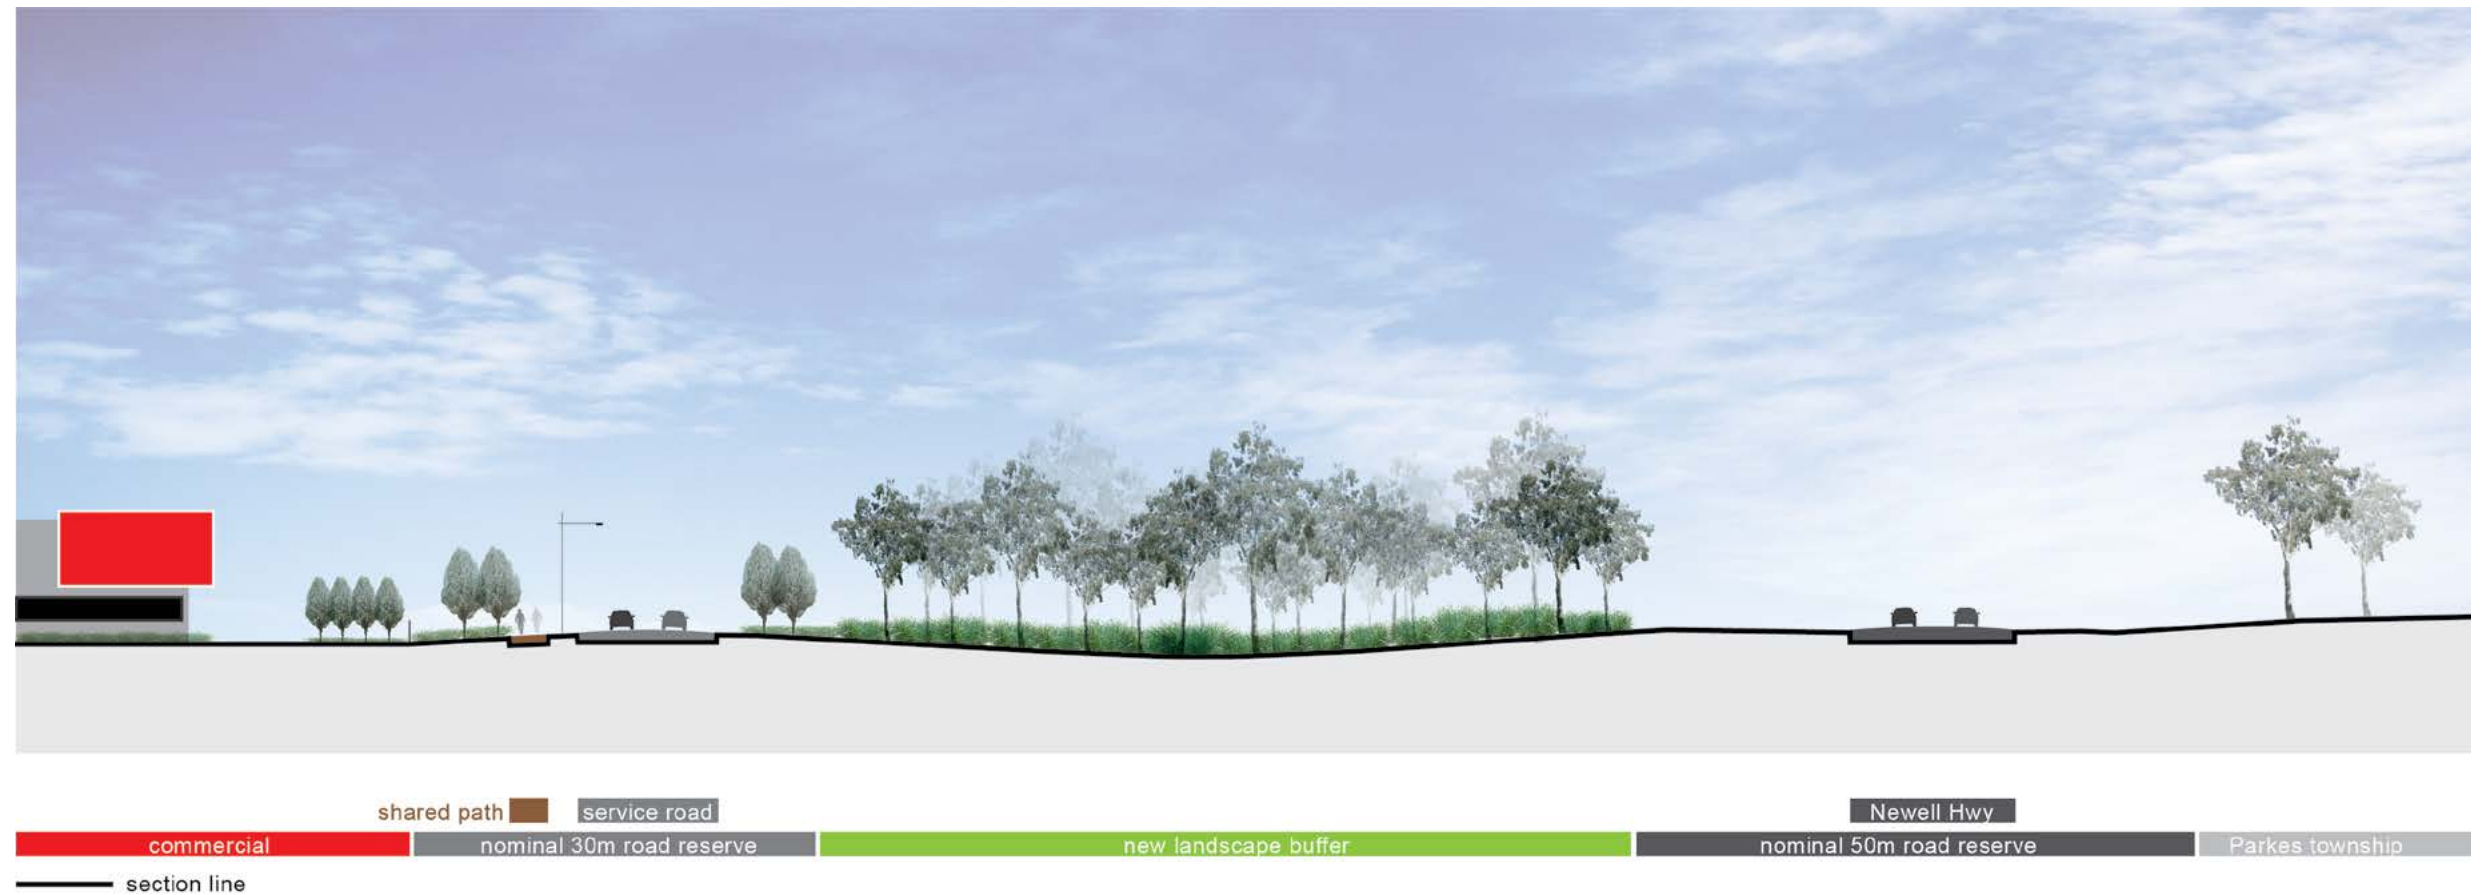 shared path
service road
Newell Hwy
commercial
nominal 30m road reserve
new landscape buffer
nominal 50m road reserve
Parkes township
section line